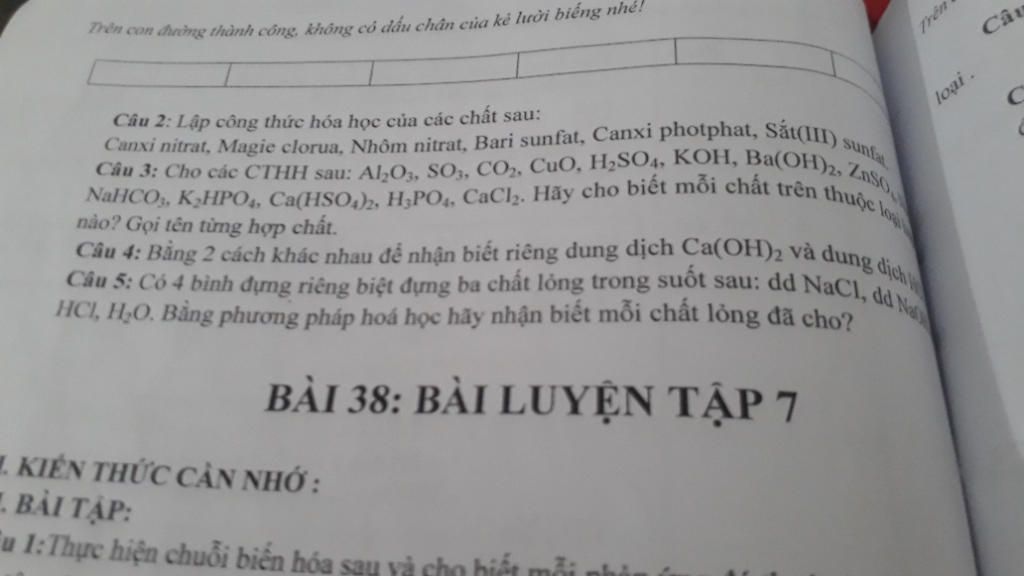 Trên con đường thành công, không có dấu chân của kẻ lười biếng nhé!
Câu 2: Lập công thức hóa học của các chất sau:
Canxi nitrat, Magie clorua, Nhôm nitrat, Bari sunfat, Canxi photphat, Sắt(III) sunfat.
Câu 3: Cho các CTHH sau: Al₂O₃, SO₃, CO₂, CuO, H₂SO₄, KOH, Ba(OH)₂, ZnSO₄,
NaHCO₃, K₂HPO₄, Ca(HSO₄)₂, H₃PO₄, CaCl₂. Hãy cho biết mỗi chất trên thuộc loại
nào? Gọi tên từng hợp chất.
Câu 4: Bằng 2 cách khác nhau để nhận biết riêng dung dịch Ca(OH)₂ và dung dịch
Câu 5: Có 4 bình đựng riêng biệt đựng ba chất lỏng trong suốt sau: dd NaCl, dd
HCl, H₂O. Bằng phương pháp hoá học hãy nhận biết mỗi chất lỏng đã cho?
BÀI 38: BÀI LUYỆN TẬP 7
I. KIẾN THỨC CẦN NHỚ :
. BÀI TẬP:
1:Thực hiện chuỗi biến hóa sau và cho biết mỗi
Trên
Câu
loại .